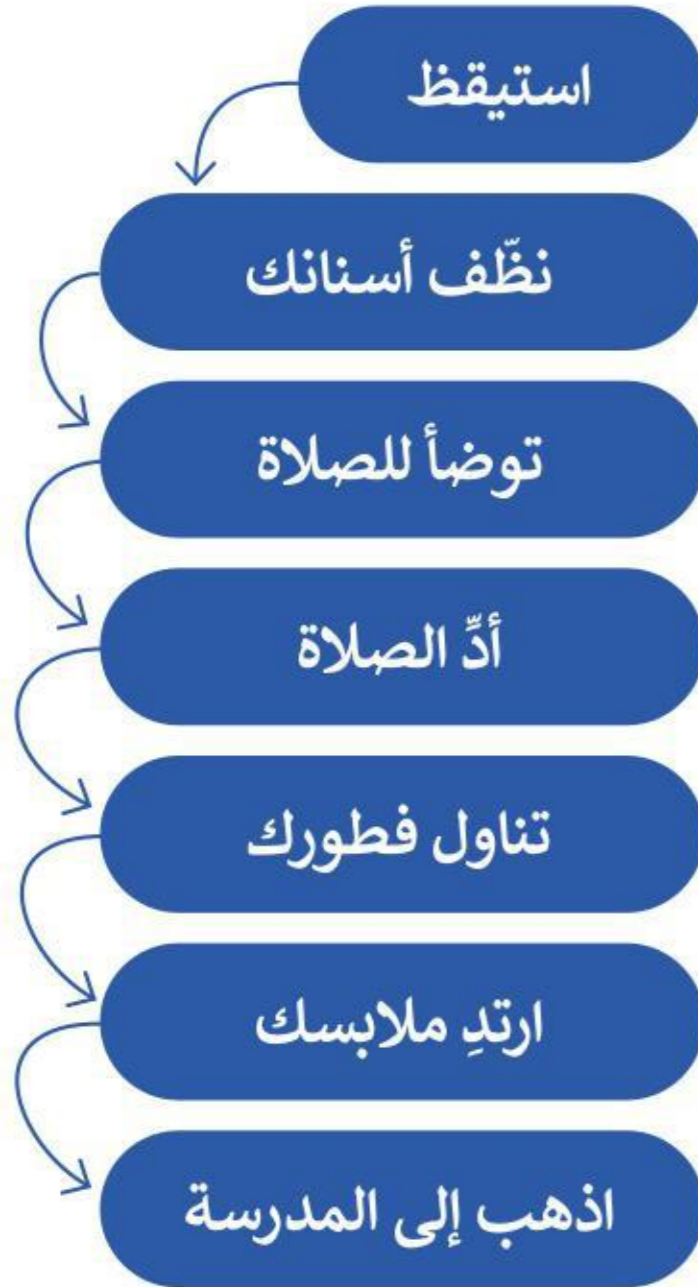 استيقظ
نظّف أسنانك
توضأ للصلاة
أدِّ الصلاة
تناول فطورك
ارتدِ ملابسك
اذهب إلى المدرسة